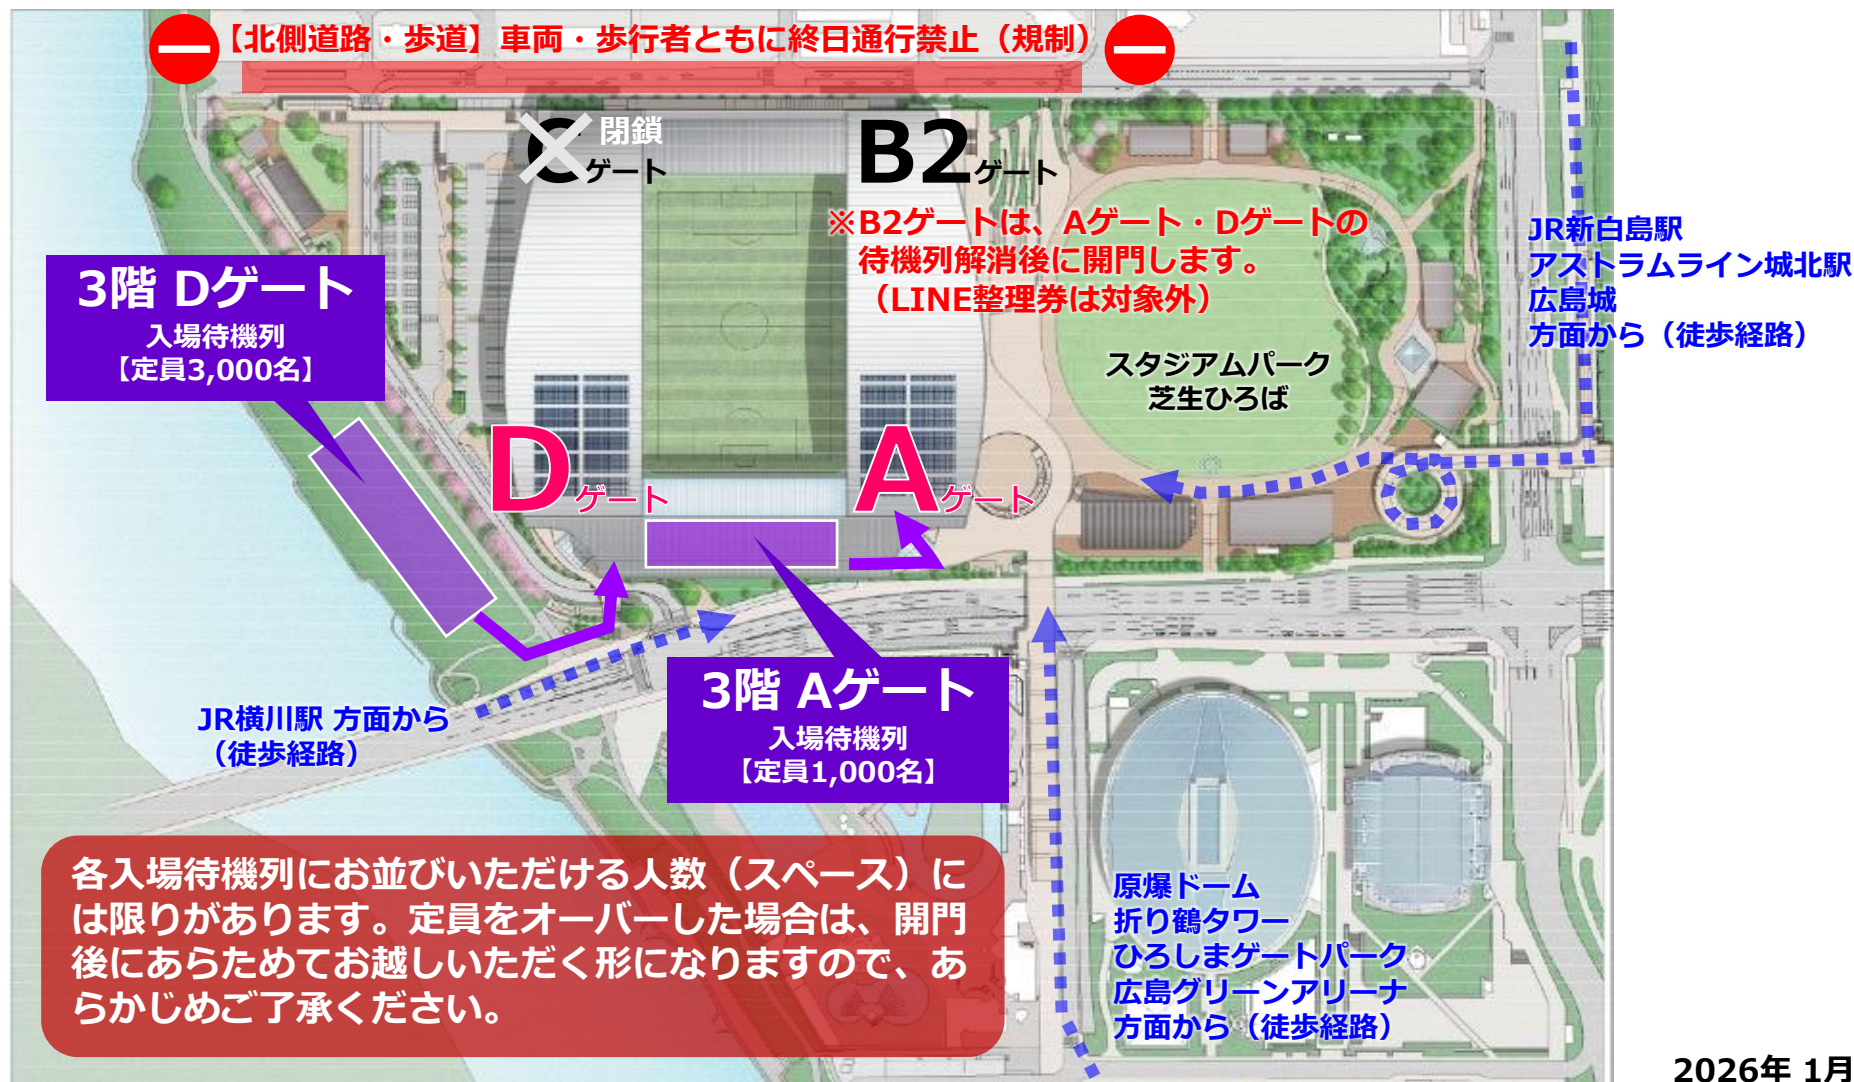 【北側道路・歩道】車両・歩行者ともに終日通行禁止（規制）
C
閉鎖
ゲート
B2ゲート
※B2ゲートは、Aゲート・Dゲートの
待機列解消後に開門します。
（LINE整理券は対象外）
JR新白島駅
アストラムライン城北駅
広島城
方面から（徒歩経路）
3階 Dゲート
入場待機列
【定員3,000名】
スタジアムパーク
芝生ひろば
Dゲート
Aゲート
3階 Aゲート
入場待機列
【定員1,000名】
JR横川駅 方面から
（徒歩経路）
各入場待機列にお並びいただける人数（スペース）に
は限りがあります。定員をオーバーした場合は、開門
後にあらためてお越しいただく形になりますので、あ
らかじめご了承ください。
原爆ドーム
折り鶴タワー
ひろしまゲートパーク
広島グリーンアリーナ
方面から（徒歩経路）
2026年 1月